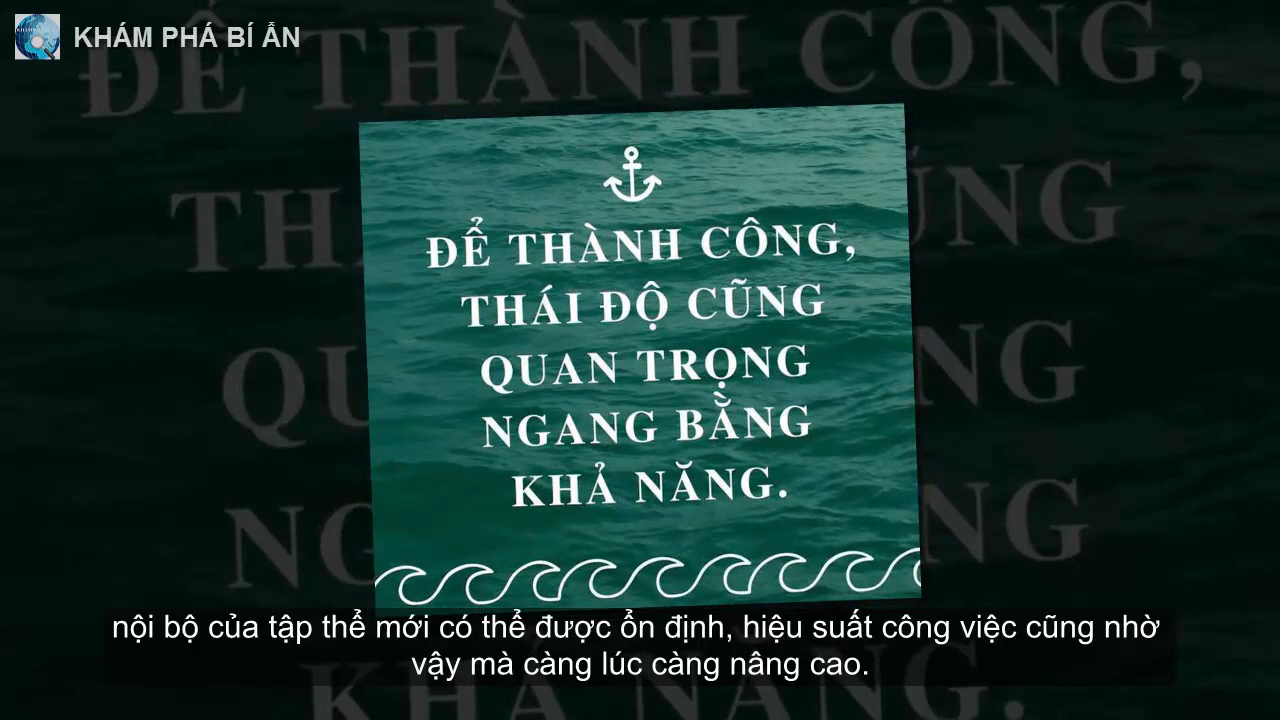 KHÁM PHÁ BÍ ẨN
ĐỂ THÀNH CÔNG,
THÁI ĐỘ CŨNG
QUAN TRỌNG
NGANG BẰNG
KHẢ NĂNG.
nội bộ của tập thể mới có thể được ổn định, hiệu suất công việc cũng nhờ
vậy mà càng lúc càng nâng cao.